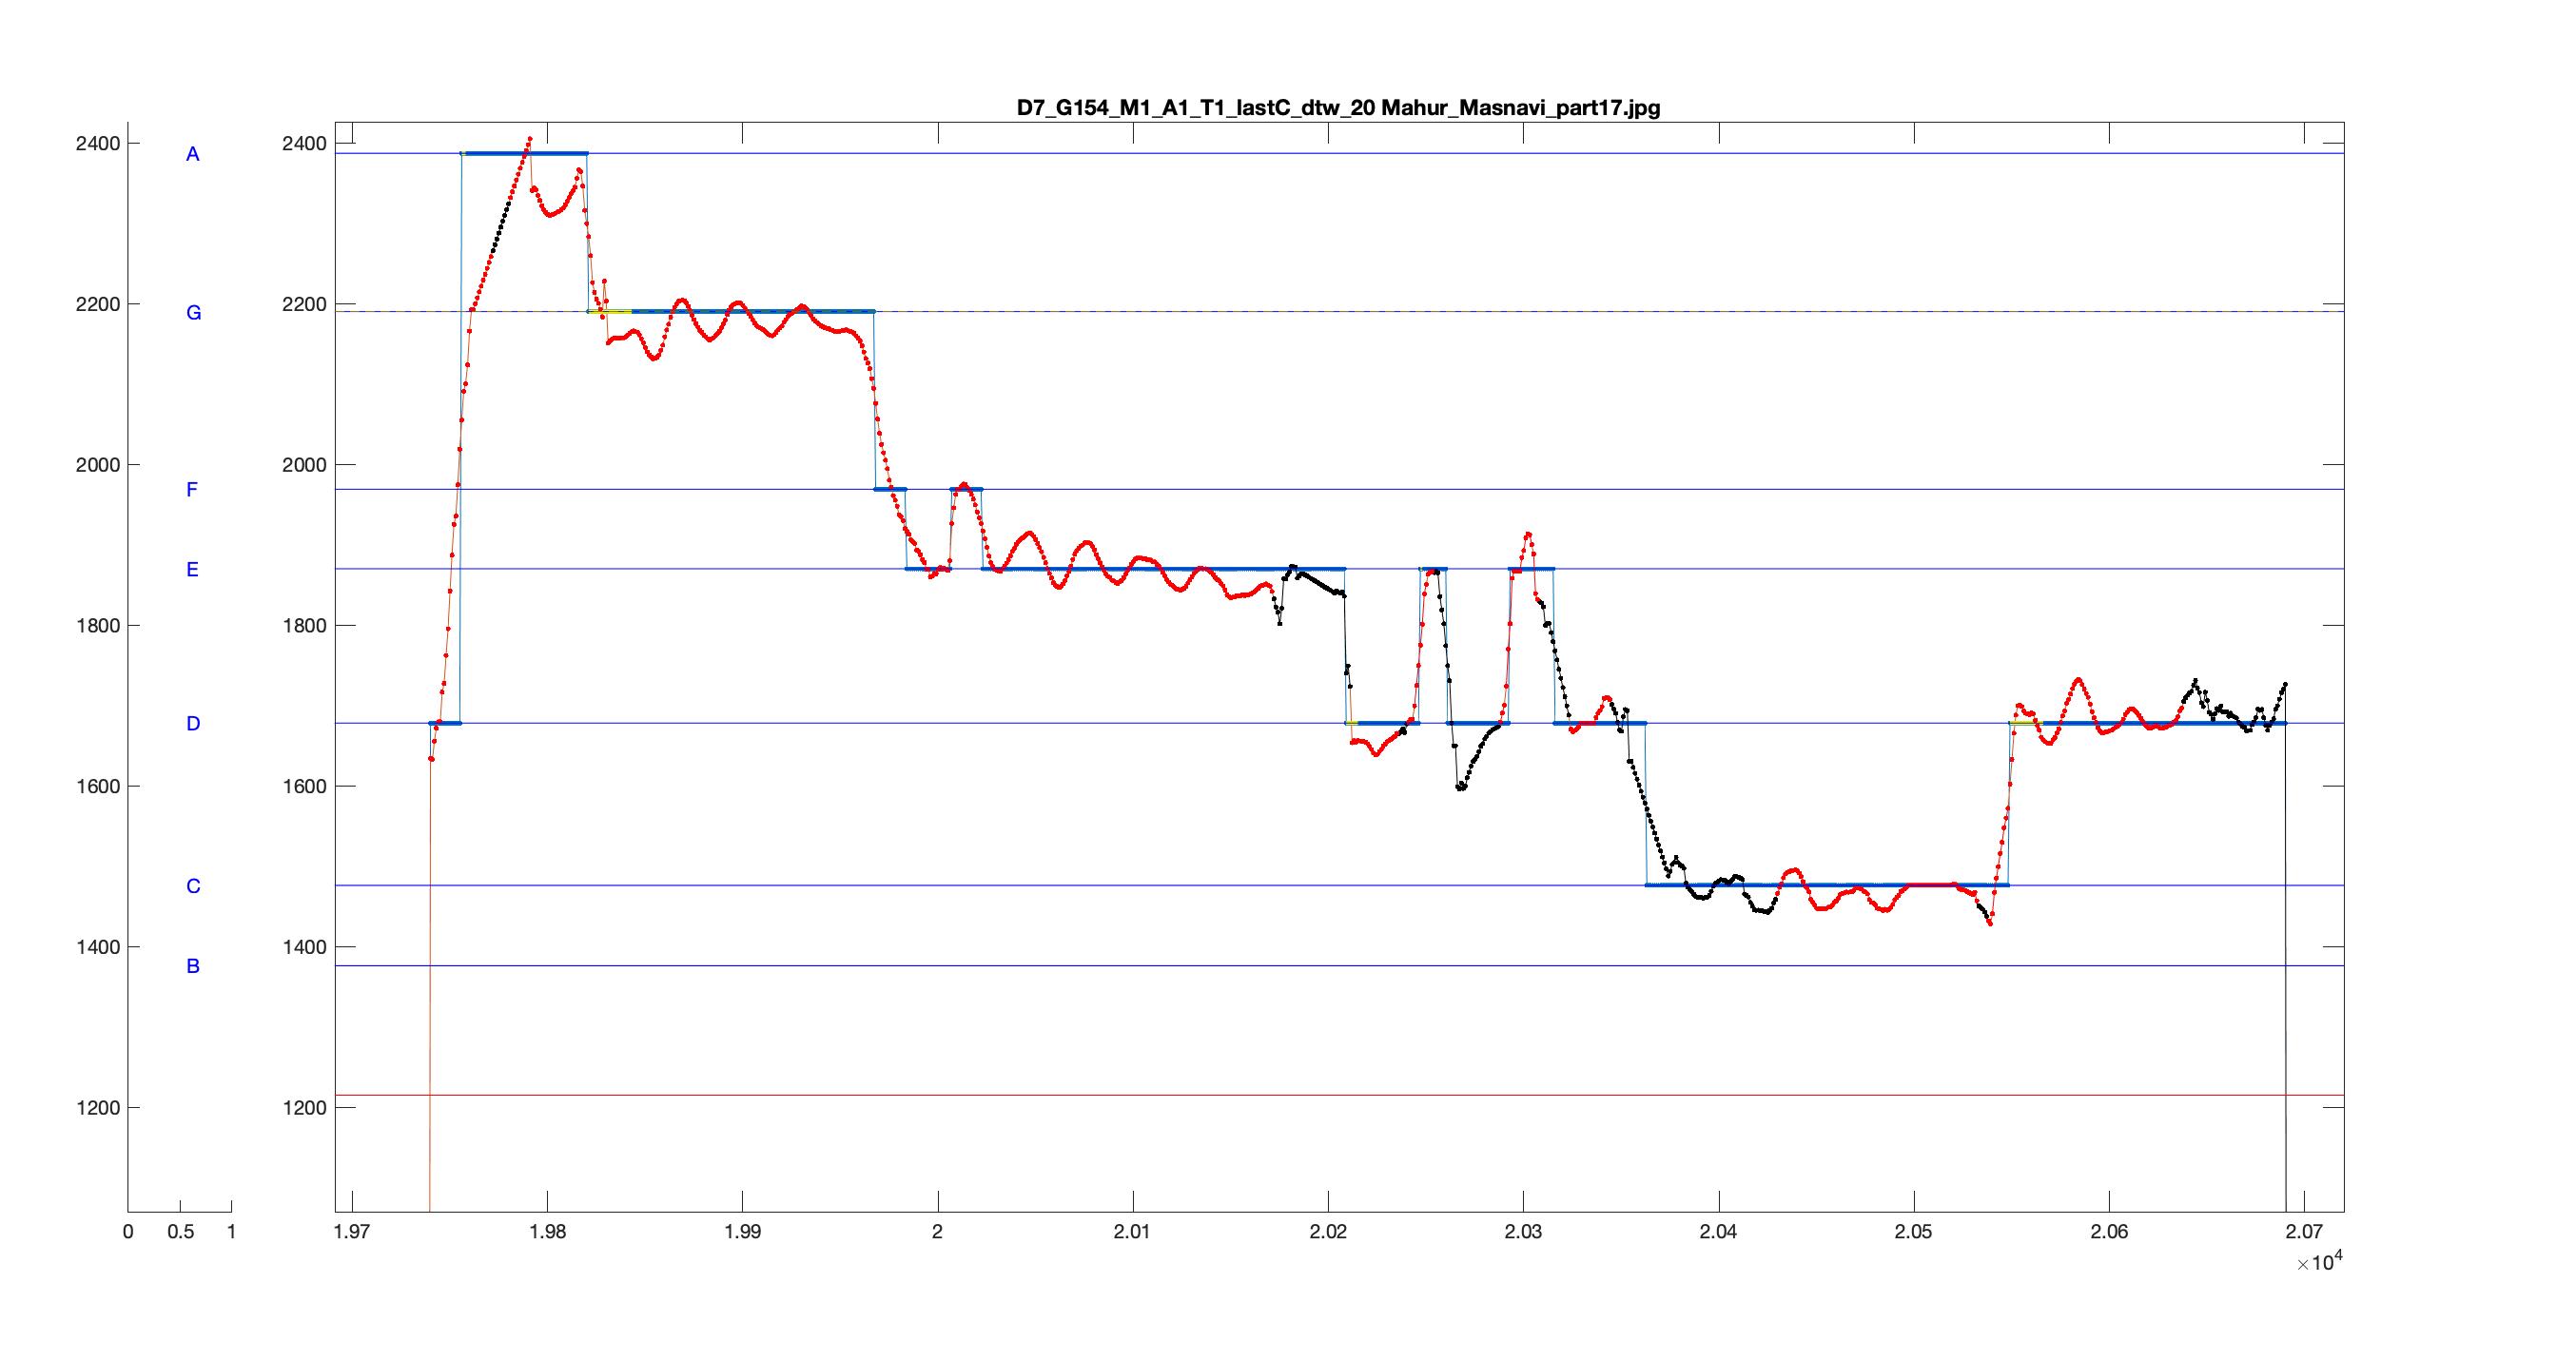 D7_G154_M1_A1_T1_lastC_dtw_20 Mahur_Masnavi_part17.jpg
2400 A 2400
2200 G 2200
2000 2000
F
E
1800 1800
D
1600 1600
C
1400 1400
B
1200 1200
0 0.5 1 1.97 1.98 1.99 2 2.01 2.02 2.03 2.04 2.05 2.06 2.07
×10⁴